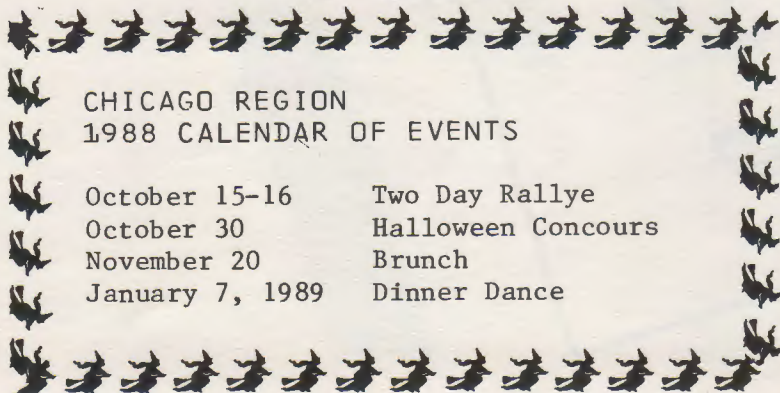 CHICAGO REGION
1988 CALENDAR OF EVENTS
October 15-16 Two Day Rallye
October 30 Halloween Concours
November 20 Brunch
January 7, 1989 Dinner Dance